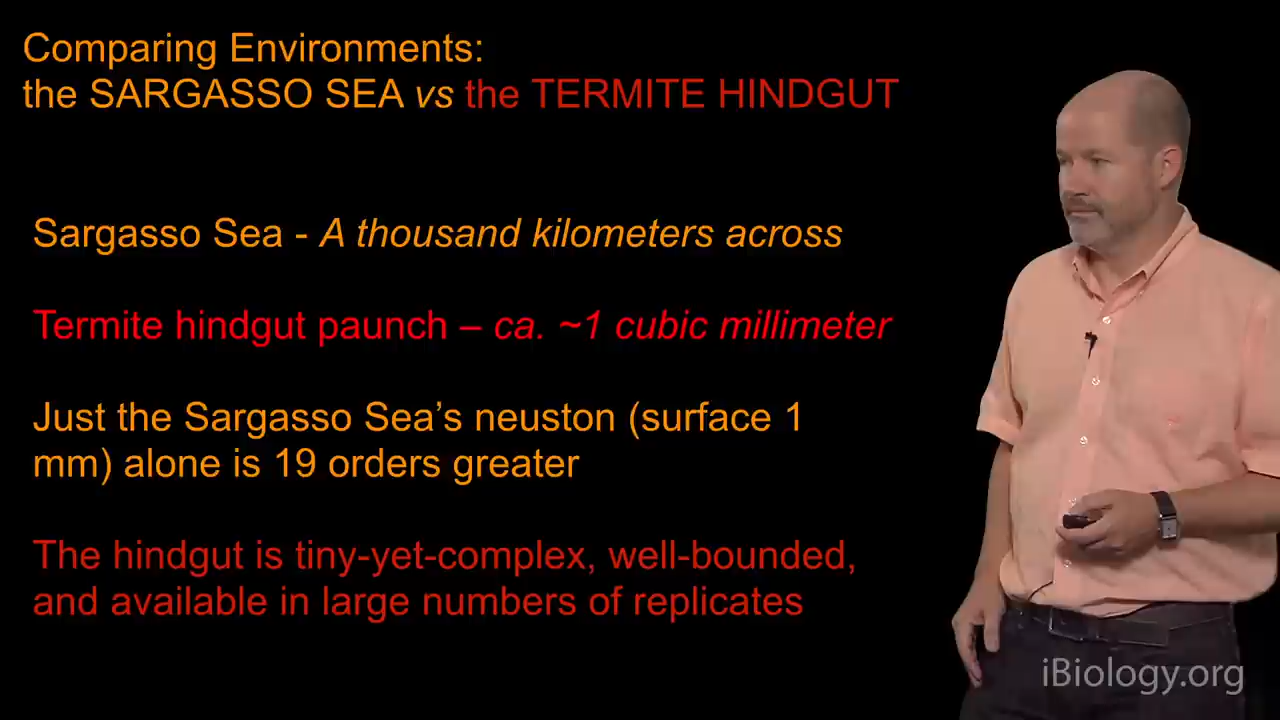 Comparing Environments:
the SARGASSO SEA vs the TERMITE HINDGUT
Sargasso Sea - A thousand kilometers across
Termite hindgut paunch – ca. ~1 cubic millimeter
Just the Sargasso Sea’s neuston (surface 1
mm) alone is 19 orders greater
The hindgut is tiny-yet-complex, well-bounded,
and available in large numbers of replicates
iBiology.org